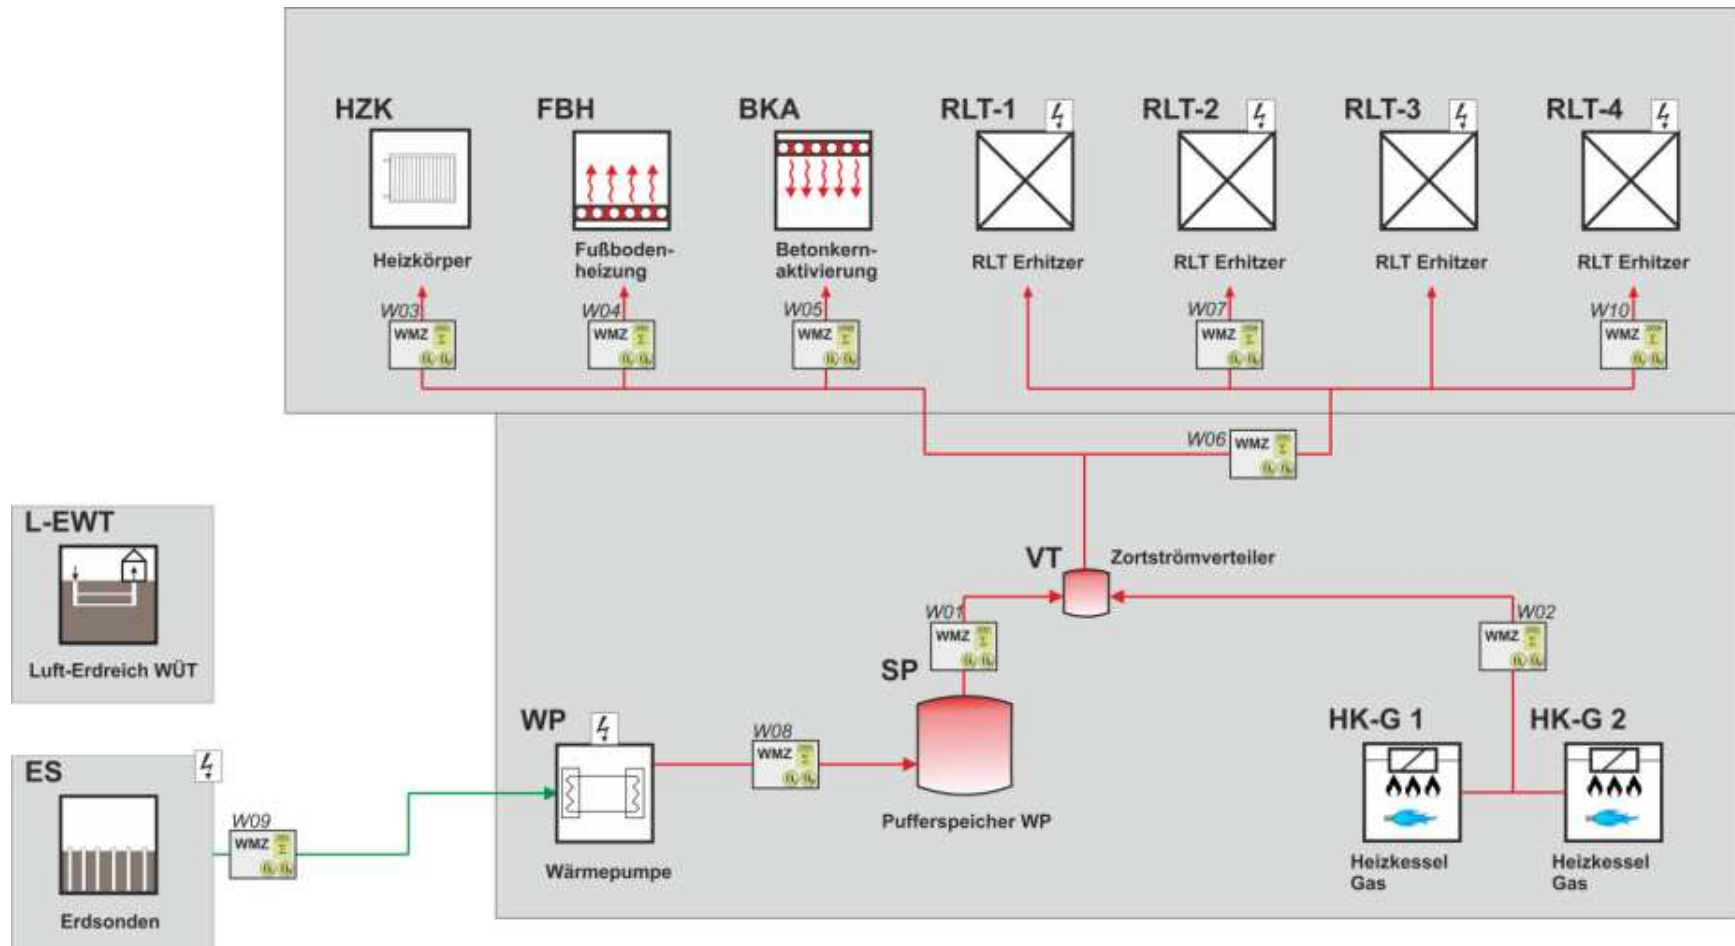 HZK
FBH
BKA
RLT-1
RLT-2
RLT-3
RLT-4
Heizkörper
Fußboden-
heizung
Betonkern-
aktivierung
RLT Erhitzer
RLT Erhitzer
RLT Erhitzer
RLT Erhitzer
W03
WMZ
W04
WMZ
W05
WMZ
W07
WMZ
W10
WMZ
W06
WMZ
L-EWT
Luft-Erdreich WÜT
VT
Zortströmverteiler
W01
WMZ
W02
WMZ
SP
Pufferspeicher WP
WP
Wärmepumpe
W08
WMZ
HK-G 1
HK-G 2
Heizkessel
Gas
Heizkessel
Gas
ES
Erdsonden
W09
WMZ